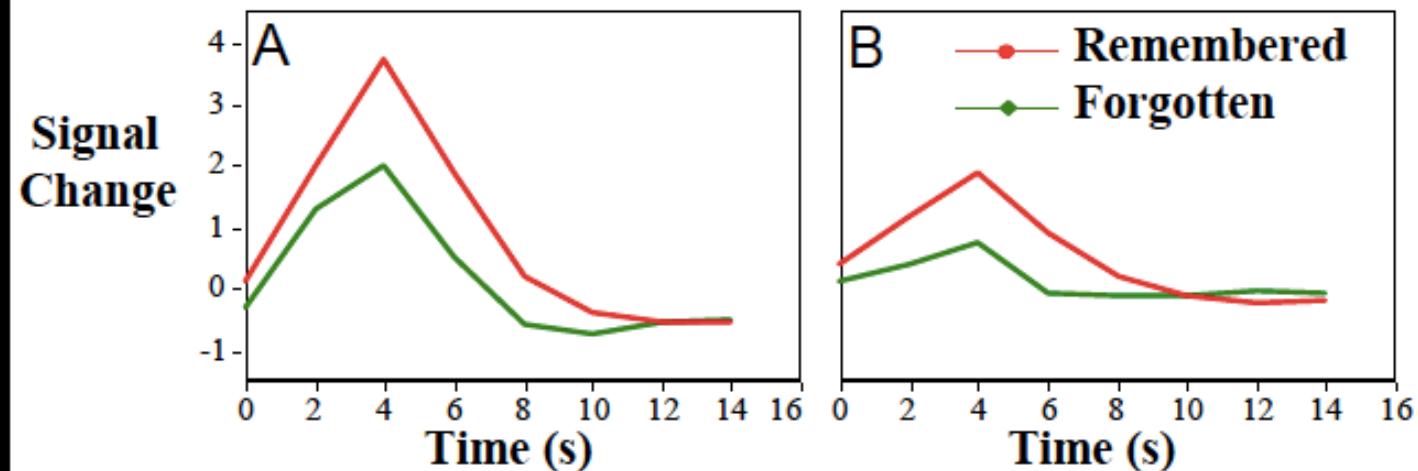 Signal
Change
4
3
2
1
0
-1
A
0 2 4 6 8 10 12 14 16
Time (s)
B
Remembered
Forgotten
0 2 4 6 8 10 12 14 16
Time (s)